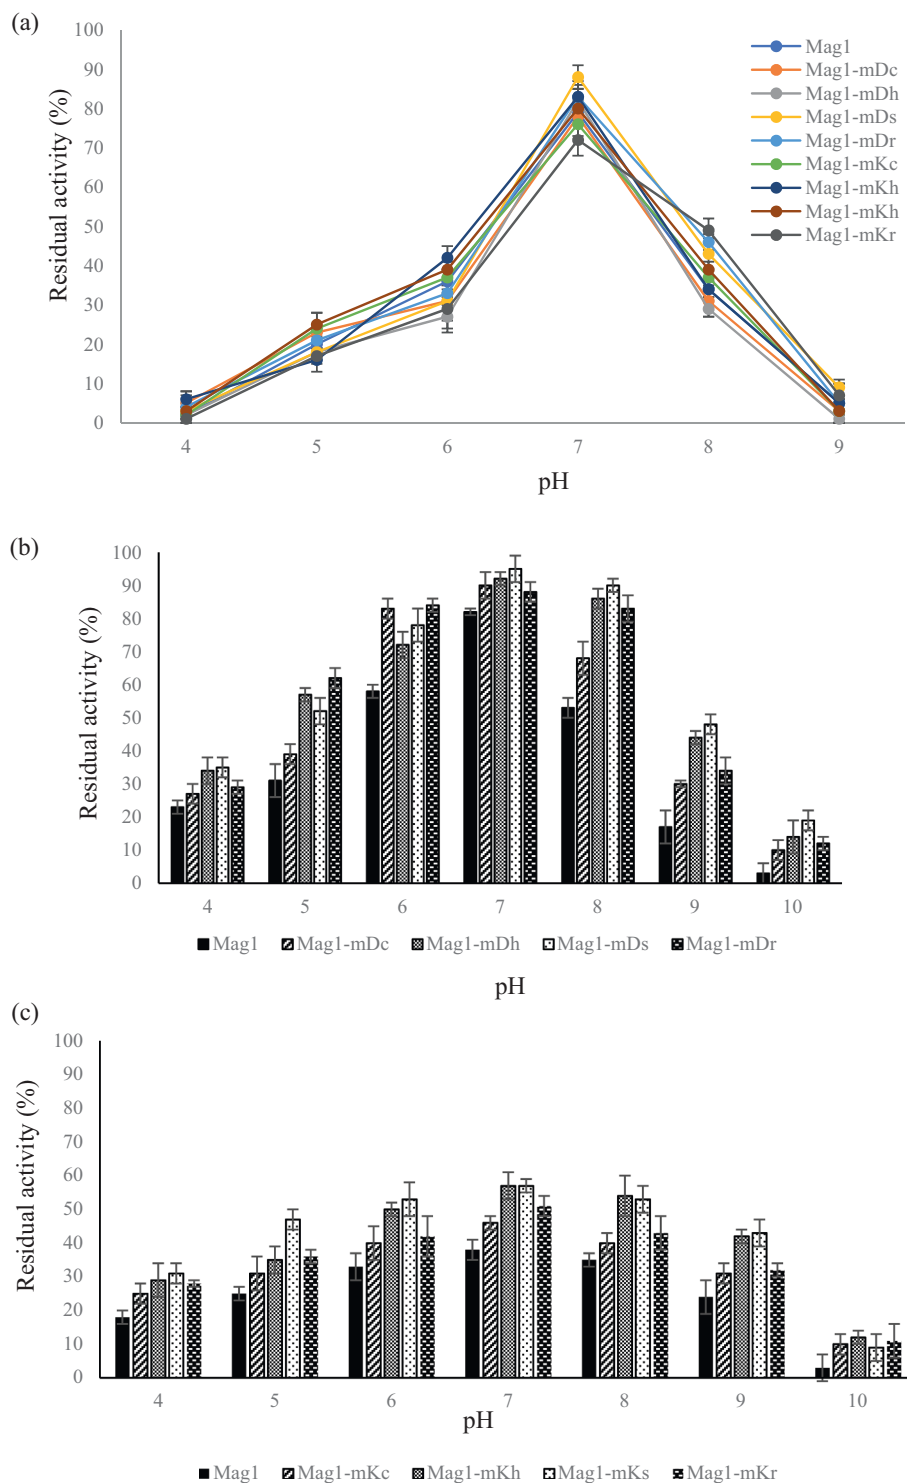 (a)
Residual activity (%)
100
90
80
70
60
50
40
30
20
10
0
4 5 6 7 8 9
pH
Mag1
Mag1-mDc
Mag1-mDh
Mag1-mDs
Mag1-mDr
Mag1-mKc
Mag1-mKh
Mag1-mKh
Mag1-mKr
(b)
Residual activity (%)
100
90
80
70
60
50
40
30
20
10
0
4 5 6 7 8 9 10
Mag1 Mag1-mDc Mag1-mDh Mag1-mDs Mag1-mDr
pH
(c)
Residual activity (%)
100
90
80
70
60
50
40
30
20
10
0
4 5 6 7 8 9 10
pH
Mag1 Mag1-mKc Mag1-mKh Mag1-mKs Mag1-mKr